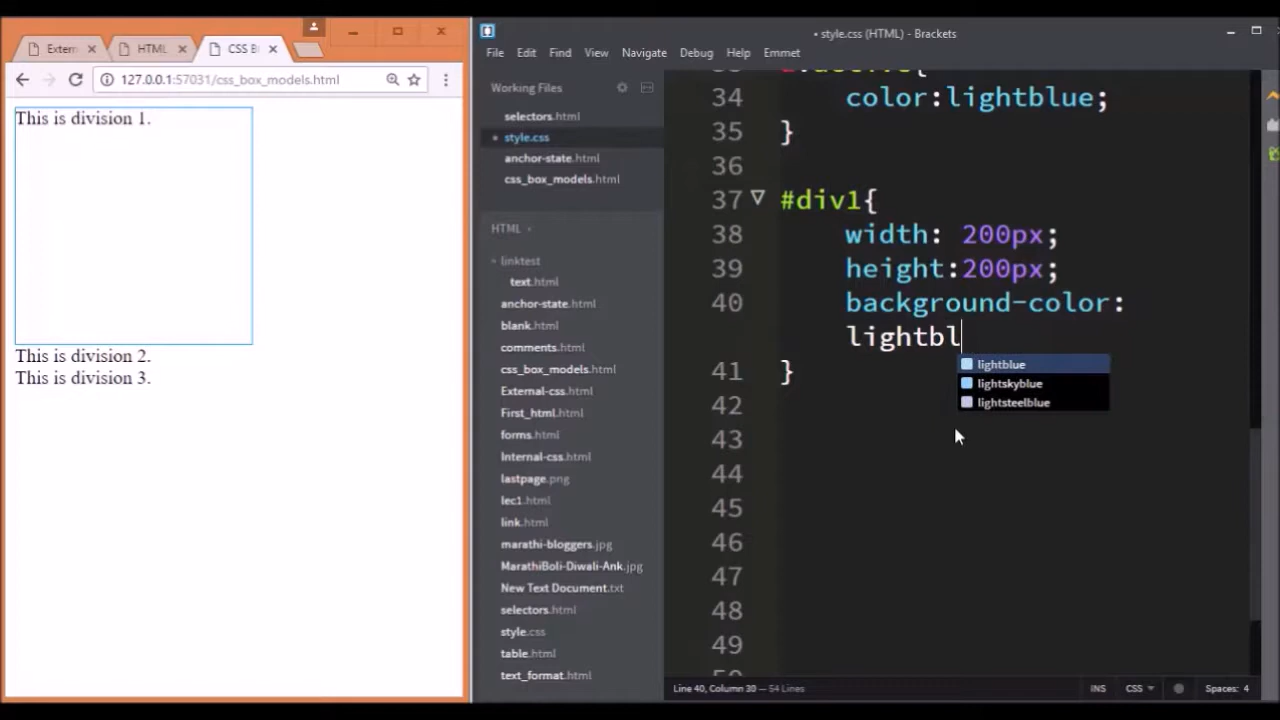 Extern
HTML
CSS B
127.0.0.1:57031/css_box_models.html
This is division 1.
This is division 2.
This is division 3.
• style.css (HTML) - Brackets
File Edit Find View Navigate Debug Help Emmet
Working Files
selectors.html
style.css
anchor-state.html
css_box_models.html
HTML
linktest
text.html
anchor-state.html
blank.html
comments.html
css_box_models.html
External-css.html
First_html.html
forms.html
Internal-css.html
lastpage.png
lec1.html
link.html
marathi-bloggers.jpg
MarathiBoli-Diwali-Ank.jpg
New Text Document.txt
selectors.html
style.css
table.html
text_format.html
34 color:lightblue;
35 }
36
37 #div1{
38 width: 200px;
39 height:200px;
40 background-color:
lightbl
lightblue
lightskyblue
lightsteelblue
41 }
42
43
44
45
46
47
48
49
Line 40, Column 30 — 54 Lines
INS CSS Spaces: 4